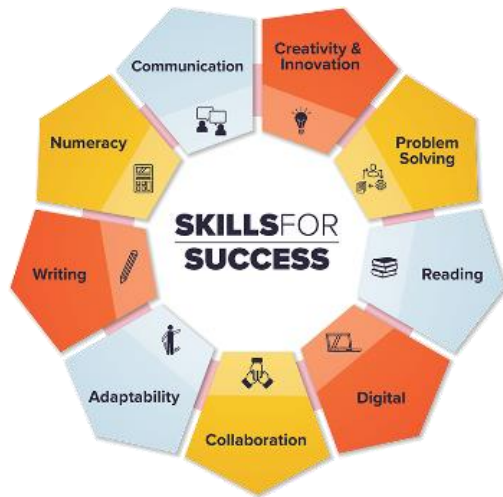 Communication
Creativity &
Innovation
Problem
Solving
Reading
Digital
Collaboration
Adaptability
Writing
Numeracy
SKILLSFOR
SUCCESS